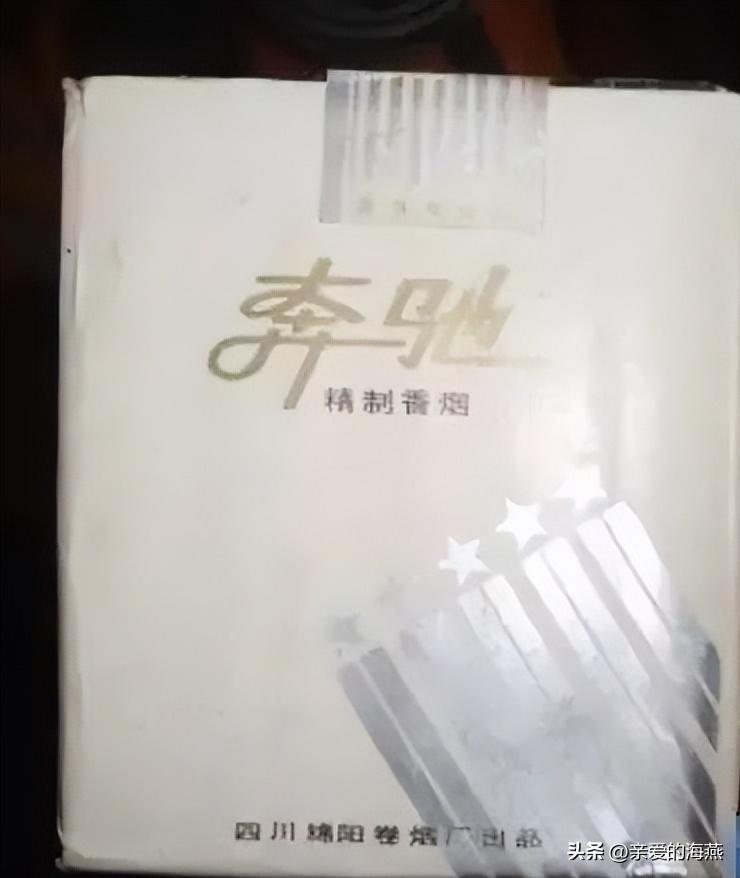 奔驰
精制香烟
四川绵阳卷烟厂出品
头条 @亲爱的海燕